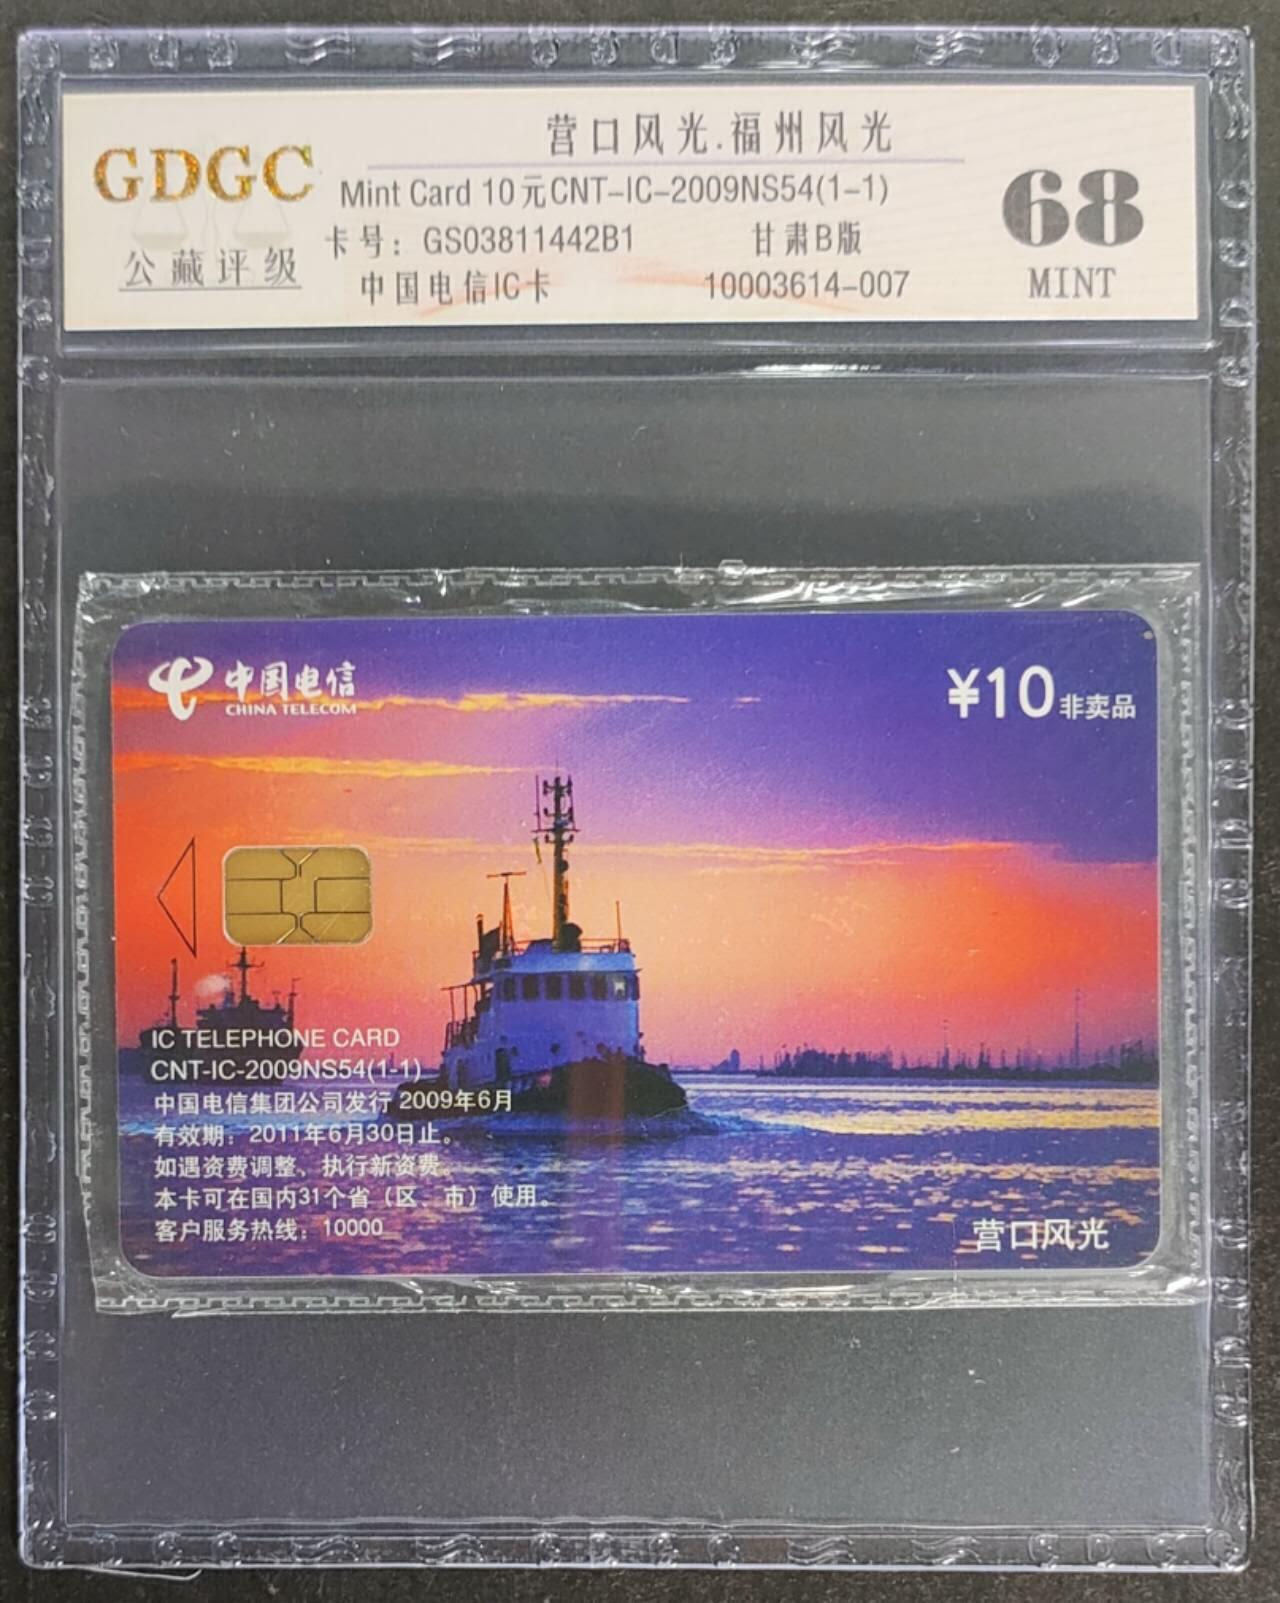 营口风光.福州风光
GDGC
公藏评级
Mint Card 10元CNT-IC-2009NS54(1-1)
卡号：GS03811442B1 甘肃B版
中国电信IC卡 10003614-007
68
MINT
中国电信
CHINA TELECOM
¥10非卖品
IC TELEPHONE CARD
CNT-IC-2009NS54(1-1)
中国电信集团公司发行 2009年6月
有效期：2011年6月30日止。
如遇资费调整、执行新资费。
本卡可在国内31个省（区、市）使用。
客户服务热线：10000
营口风光